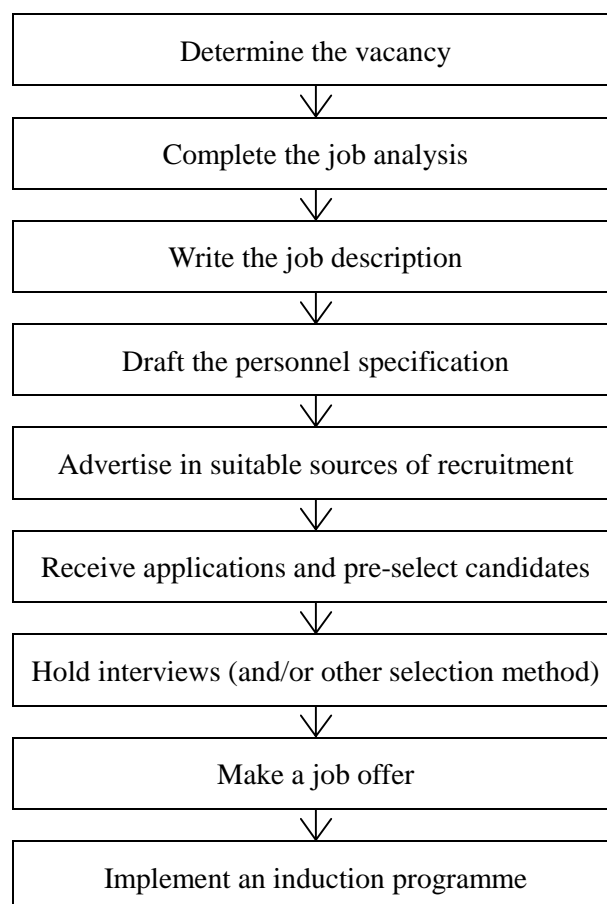 Determine the vacancy
Complete the job analysis
Write the job description
Draft the personnel specification
Advertise in suitable sources of recruitment
Receive applications and pre-select candidates
Hold interviews (and/or other selection method)
Make a job offer
Implement an induction programme